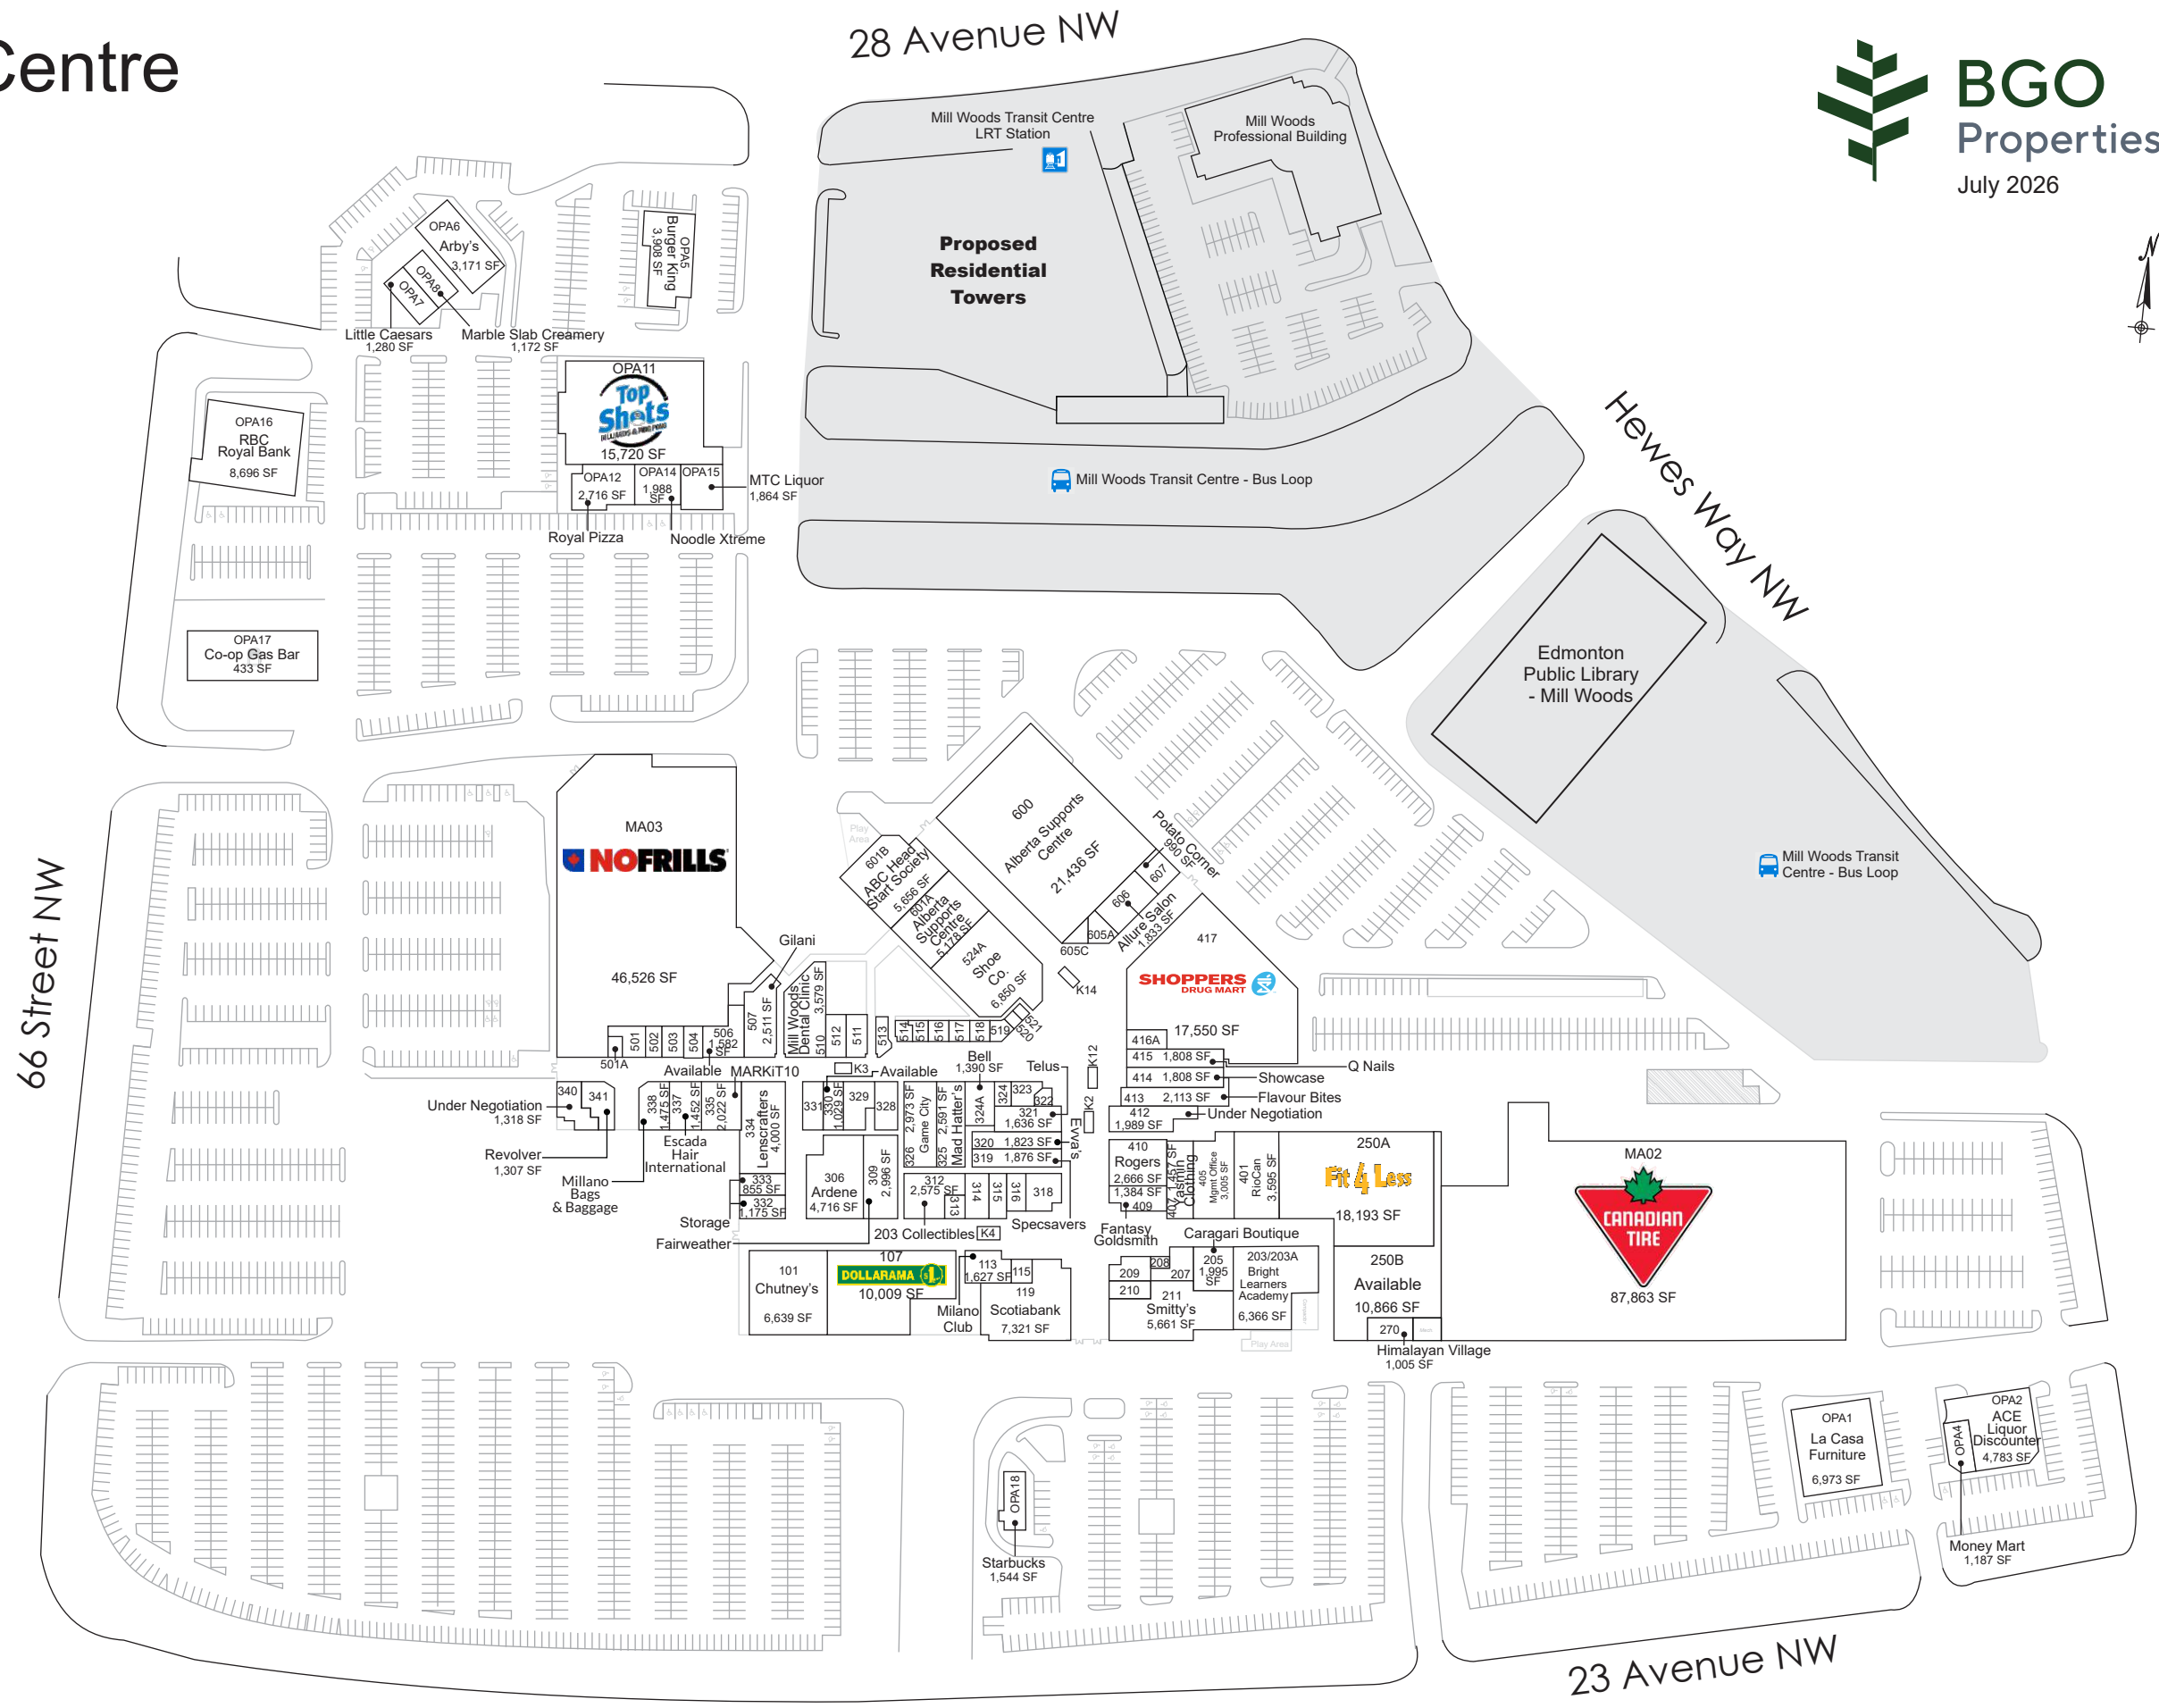 Centre
28 Avenue NW
BGO
Properties
July 2026
N
Mill Woods Transit Centre
LRT Station
Mill Woods
Professional Building
Proposed
Residential
Towers
OPA6
Arby's
3,171 SF
OPA8
OPA7
OPA5
Burger King
3,908 SF
Little Caesars
1,280 SF
Marble Slab Creamery
1,172 SF
OPA11
Top
Shots
BILLIARDS & PING PONG
15,720 SF
OPA12
2,716 SF
OPA14
1,988
SF
OPA15
MTC Liquor
1,864 SF
Royal Pizza
Noodle Xtreme
OPA16
RBC
Royal Bank
8,696 SF
OPA17
Co-op Gas Bar
433 SF
Mill Woods Transit Centre - Bus Loop
Hewes Way NW
Edmonton
Public Library
- Mill Woods
Mill Woods Transit
Centre - Bus Loop
66 Street NW
MA03
NOFRILLS
46,526 SF
Play
Area
600
Alberta Supports
Centre
21,436 SF
601B
ABC Head
Start Society
5,656 SF
601A
Alberta
Supports
Centre
5,178 SF
524A
Shoe
Co.
6,850 SF
Potato Corner
990 SF
607
606
Allure Salon
1,833 SF
605A
605C
K14
417
SHOPPERS
DRUG MART
17,550 SF
Gilani
501A
501
502
503
504
506
1,582
SF
Available
507
2,511 SF
Mill Woods
Dental Clinic
510
3,579 SF
512
511
513
514
515
516
517
518
519
520
521
416A
415 1,808 SF
Q Nails
414 1,808 SF
Showcase
413 2,113 SF
Flavour Bites
412
1,989 SF
Under Negotiation
K12
K2
K3
Available
MARKiT10
Bell
1,390 SF
Telus
340
341
Under Negotiation
1,318 SF
Revolver
1,307 SF
338
1,475 SF
337
1,452 SF
335
2,022 SF
Escada
Hair
International
Millano
Bags
& Baggage
334
Lenscrafters
4,000 SF
333
855 SF
332
1,175 SF
Storage
Fairweather
331
330
1,029 SF
329
328
306
Ardene
4,716 SF
309
2,996 SF
326
2,973 SF
Game City
325
2,591 SF
Mad Hatter's
324A
324
323
322
321
1,636 SF
320 1,823 SF
319 1,876 SF
Evva's
312
2,575 SF
313
314
315
316
318
Specsavers
203 Collectibles
K4
410
Rogers
2,666 SF
1,384 SF
409
Fantasy
Goldsmith
407 1,457 SF
Yasmin
Clothing
405
Mgmt Office
3,005 SF
401
RioCan
3,595 SF
250A
Fit 4 Less
18,193 SF
MA02
CANADIAN
TIRE
87,863 SF
101
Chutney's
6,639 SF
107
DOLLARAMA
10,009 SF
113
1,627 SF
115
Milano
Club
119
Scotiabank
7,321 SF
Caragari Boutique
209
208
207
210
211
Smitty's
5,661 SF
205
1,995
SF
203/203A
Bright
Learners
Academy
6,366 SF
Play Area
250B
Available
10,866 SF
270
Himalayan Village
1,005 SF
OPA18
Starbucks
1,544 SF
OPA1
La Casa
Furniture
6,973 SF
OPA2
ACE
Liquor
Discounter
4,783 SF
OPA4
Money Mart
1,187 SF
23 Avenue NW